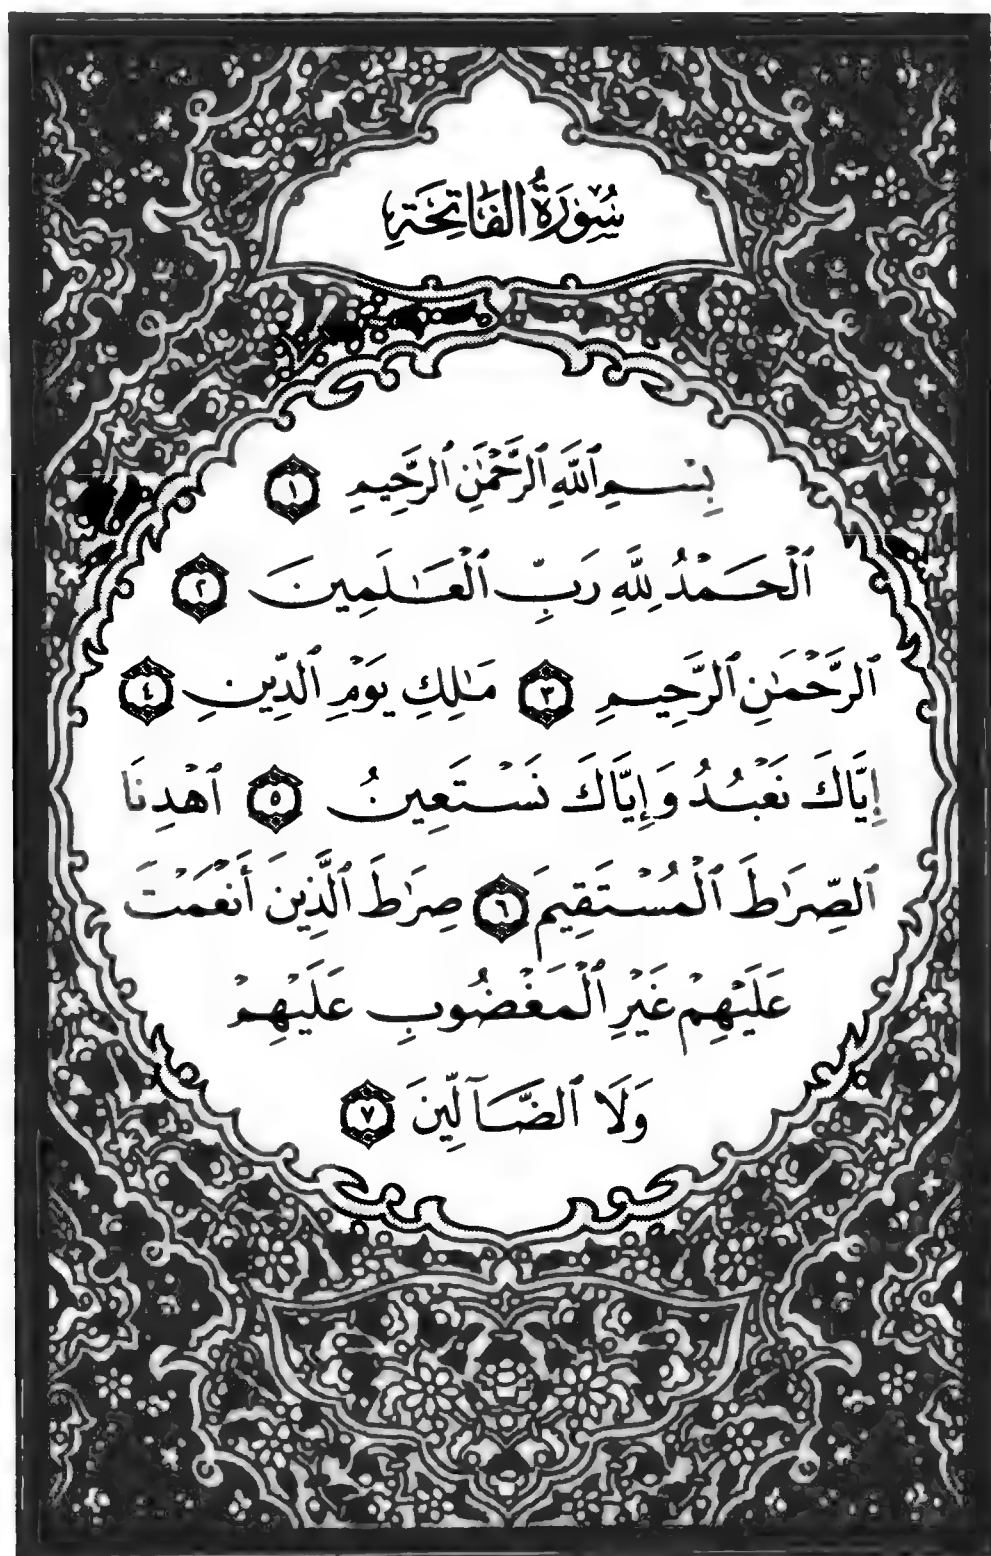 سُورَةُ الفَاتِحَةِ
بِسْمِ ٱللَّهِ ٱلرَّحْمَٰنِ ٱلرَّحِيمِ ١
ٱلْحَمْدُ لِلَّهِ رَبِّ ٱلْعَٰلَمِينَ ٢
ٱلرَّحْمَٰنِ ٱلرَّحِيمِ ٣ مَٰلِكِ يَوْمِ ٱلدِّينِ ٤
إِيَّاكَ نَعْبُدُ وَإِيَّاكَ نَسْتَعِينُ ٥ ٱهْدِنَا
ٱلصِّرَٰطَ ٱلْمُسْتَقِيمَ ٦ صِرَٰطَ ٱلَّذِينَ أَنْعَمْتَ
عَلَيْهِمْ غَيْرِ ٱلْمَغْضُوبِ عَلَيْهِمْ
وَلَا ٱلضَّآلِّينَ ٧